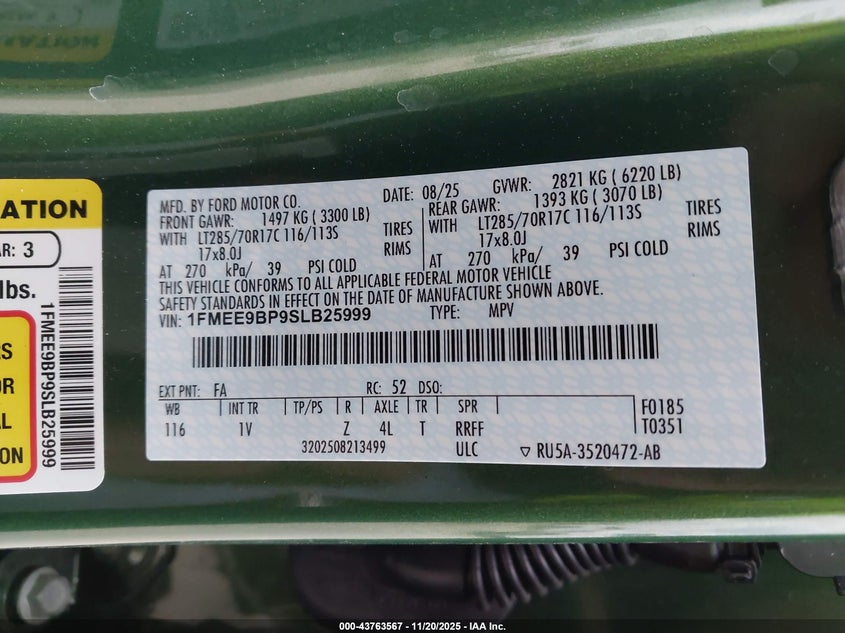 ATION
AR: 3
lbs.
RS
OR
AL
ON
1FMEE9BP9SLB25999
MFD. BY FORD MOTOR CO. DATE: 08/25 GVWR: 2821 KG ( 6220 LB)
FRONT GAWR: 1497 KG ( 3300 LB) REAR GAWR: 1393 KG ( 3070 LB)
WITH LT285/70R17C 116/113S TIRES WITH LT285/70R17C 116/113S TIRES
17x8.0J RIMS 17x8.0J RIMS
AT 270 kPa/ 39 PSI COLD AT 270 kPa/ 39 PSI COLD
THIS VEHICLE CONFORMS TO ALL APPLICABLE FEDERAL MOTOR VEHICLE
SAFETY STANDARDS IN EFFECT ON THE DATE OF MANUFACTURE SHOWN ABOVE.
VIN: 1FMEE9BP9SLB25999 TYPE: MPV
EXT PNT: FA RC: 52 DSO:
WB INT TR TP/PS R AXLE TR SPR F0185
116 1V Z 4L T RRFF T0351
3202508213499 ULC ▽ RU5A-3520472-AB
000-43763567 - 11/20/2025 - IAA Inc.